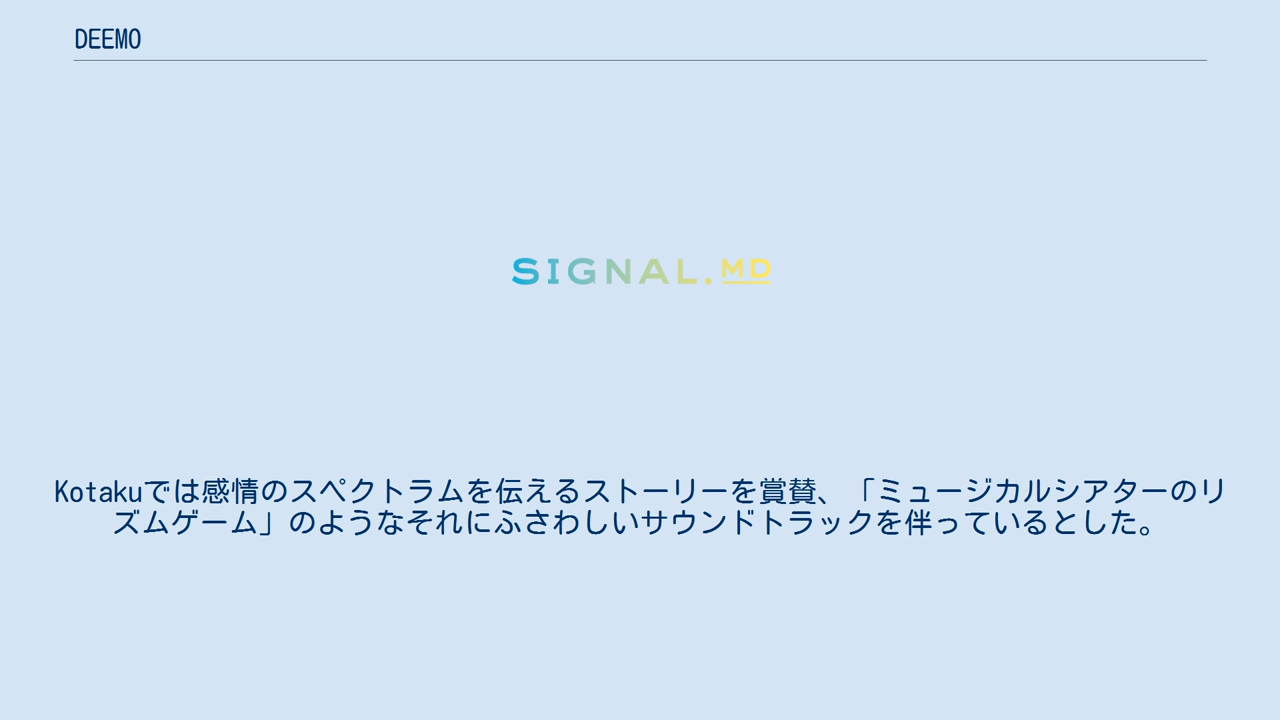 DEEMO
SIGNAL.MD
Kotakuでは感情のスペクトラムを伝えるストーリーを賞賛、「ミュージカルシアターのリ
ズムゲーム」のようなそれにふさわしいサウンドトラックを伴っているとした。